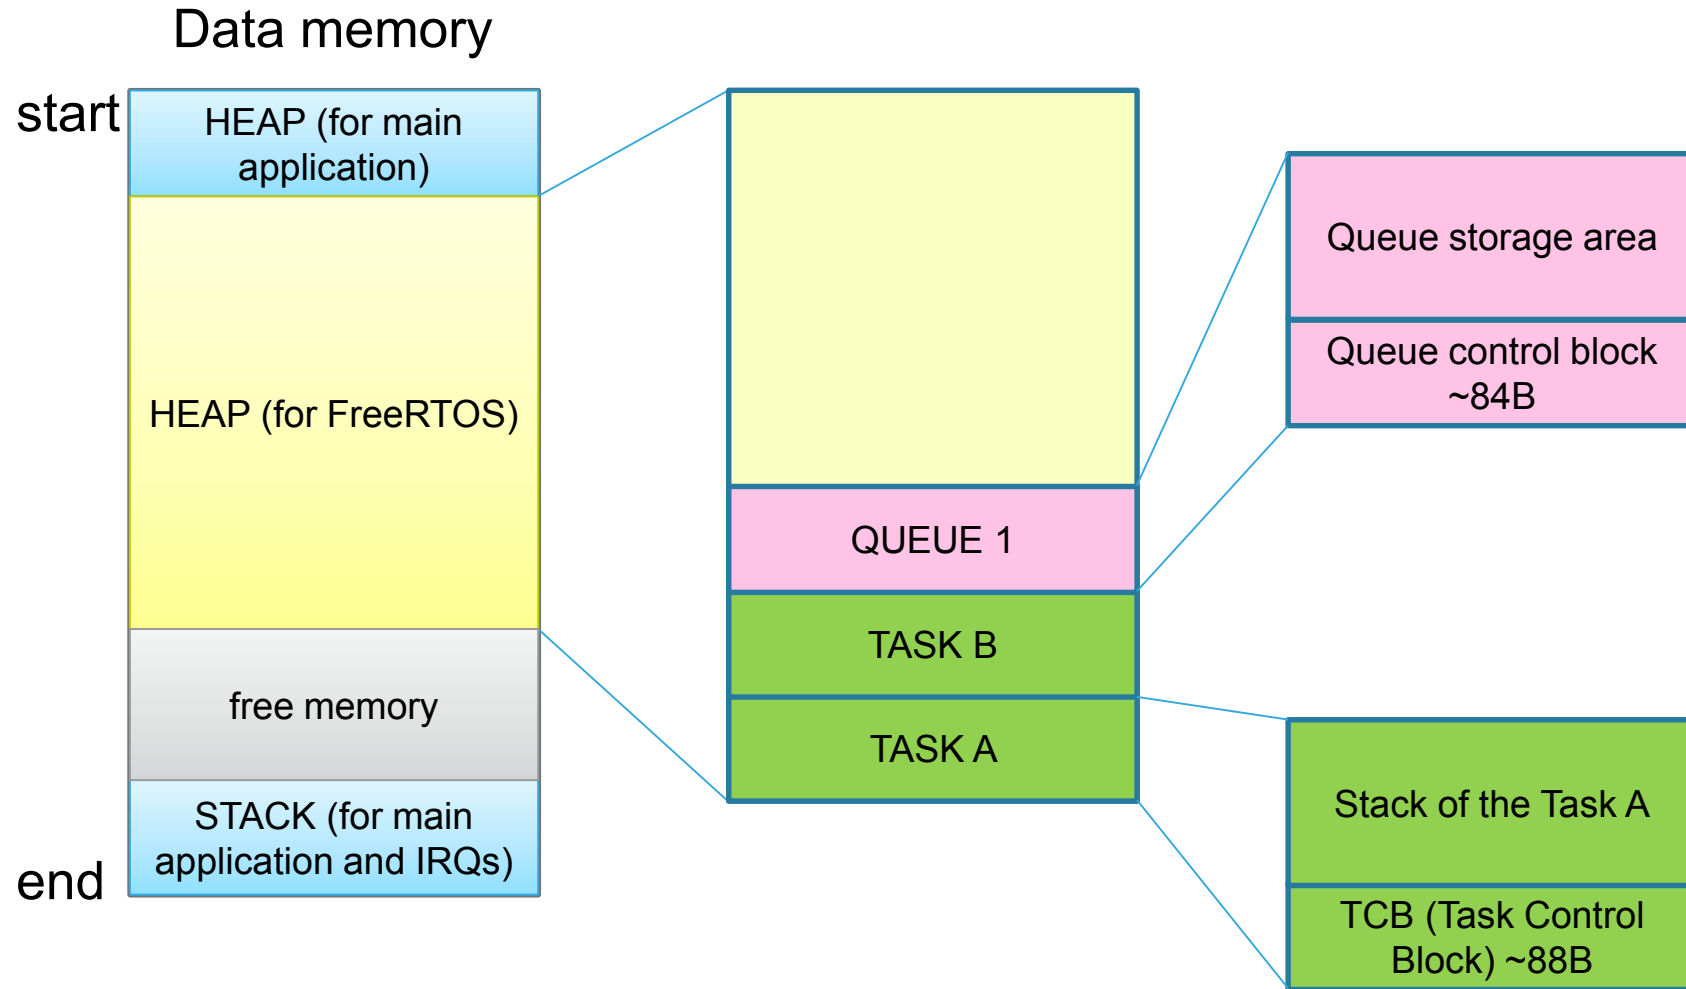 Data memory
start
HEAP (for main
application)
HEAP (for FreeRTOS)
free memory
STACK (for main
application and IRQs)
end
QUEUE 1
TASK B
TASK A
Queue storage area
Queue control block
~84B
Stack of the Task A
TCB (Task Control
Block) ~88B